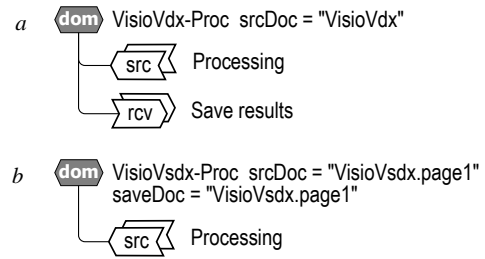 a dom VisioVdx-Proc srcDoc = "VisioVdx"
src Processing
rcv Save results
b dom VisioVsdx-Proc srcDoc = "VisioVsdx.page1"
saveDoc = "VisioVsdx.page1"
src Processing